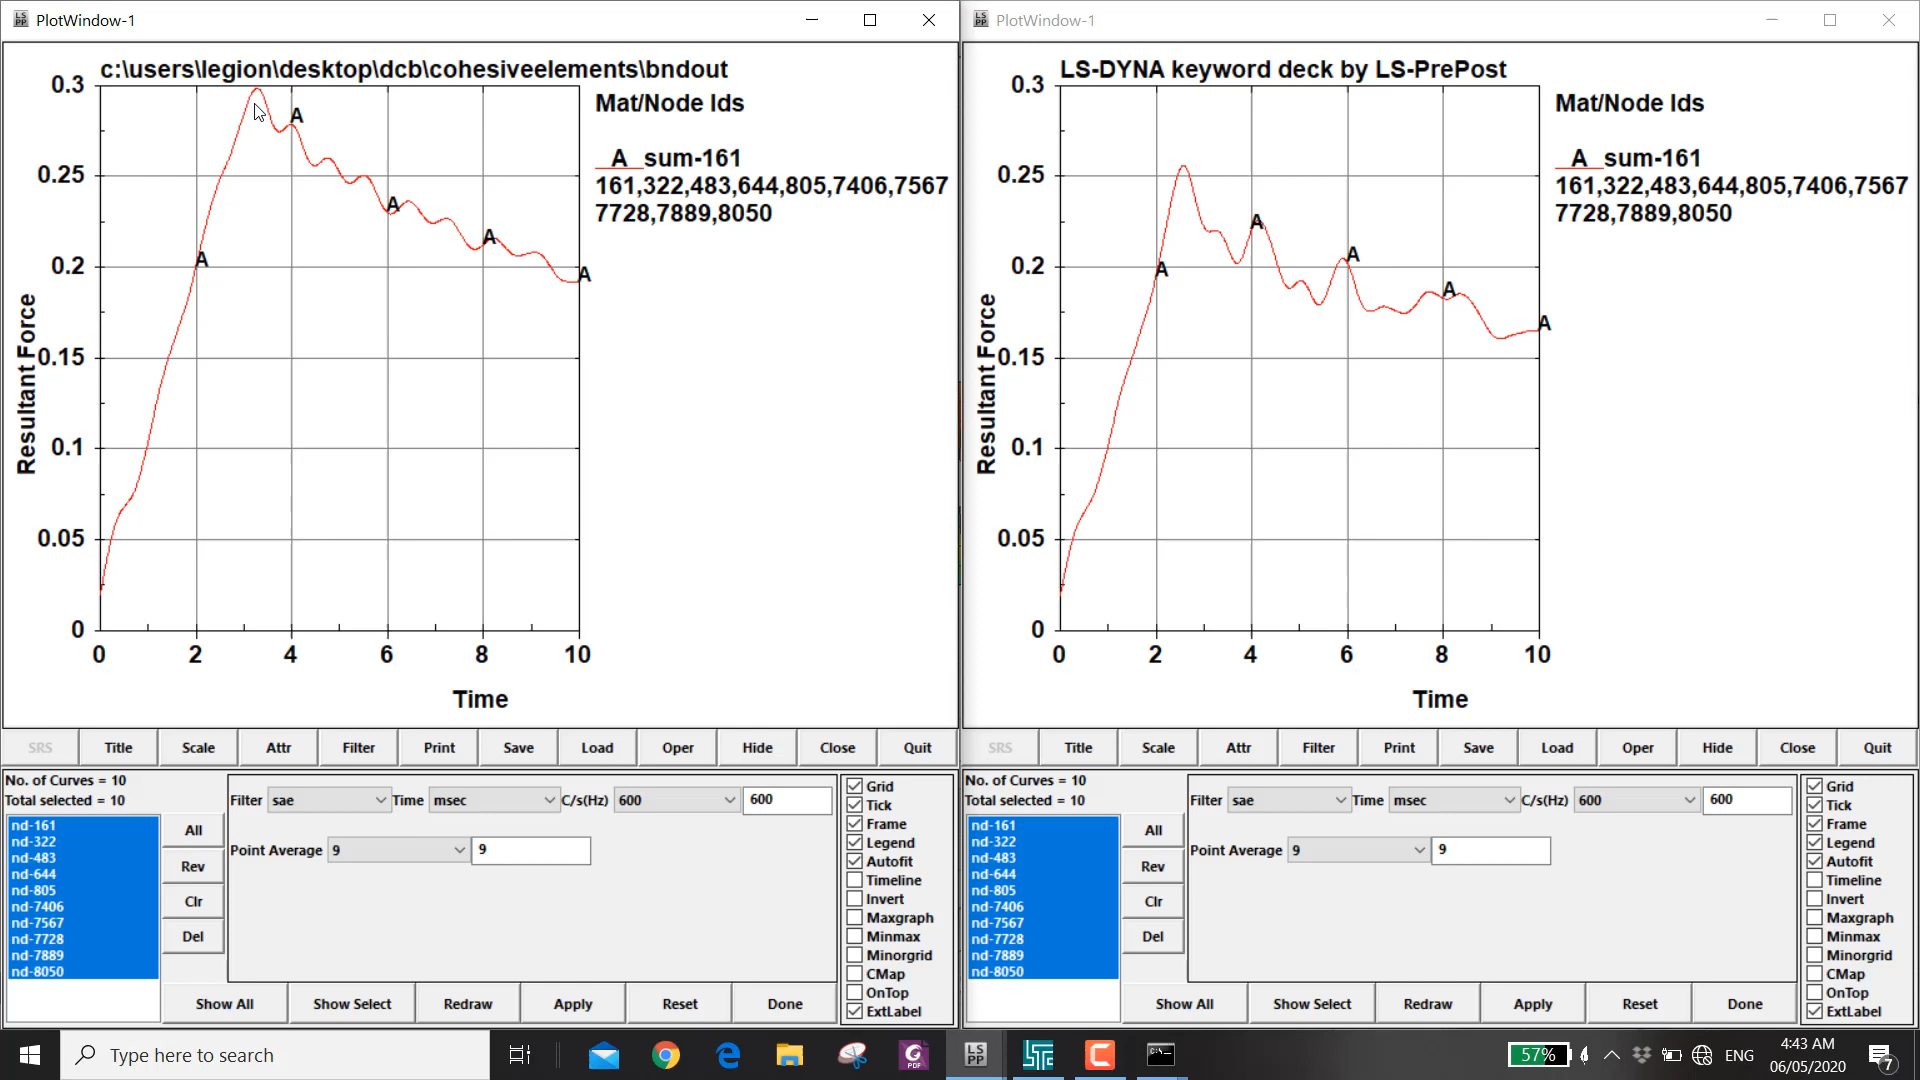 PlotWindow-1
c:\users\legion\desktop\dcb\cohesiveelements\bndout
0.3
0.25
0.2
0.15
0.1
0.05
0
Resultant Force
0 2 4 6 8 10
Time
A
A
A
A
A
Mat/Node Ids
A sum-161
161,322,483,644,805,7406,7567
7728,7889,8050
SRS Title Scale Attr Filter Print Save Load Oper Hide Close Quit
No. of Curves = 10
Total selected = 10
nd-161
nd-322
nd-483
nd-644
nd-805
nd-7406
nd-7567
nd-7728
nd-7889
nd-8050
All
Rev
Clr
Del
Filter sae Time msec C/s(Hz) 600 600
Point Average 9 9
Show All Show Select Redraw Apply Reset Done
Grid
Tick
Frame
Legend
Autofit
Timeline
Invert
Maxgraph
Minmax
Minorgrid
CMap
OnTop
ExtLabel
PlotWindow-1
LS-DYNA keyword deck by LS-PrePost
0.3
0.25
0.2
0.15
0.1
0.05
0
Resultant Force
0 2 4 6 8 10
Time
A
A
A
A
A
Mat/Node Ids
A sum-161
161,322,483,644,805,7406,7567
7728,7889,8050
SRS Title Scale Attr Filter Print Save Load Oper Hide Close Quit
No. of Curves = 10
Total selected = 10
nd-161
nd-322
nd-483
nd-644
nd-805
nd-7406
nd-7567
nd-7728
nd-7889
nd-8050
All
Rev
Clr
Del
Filter sae Time msec C/s(Hz) 600 600
Point Average 9 9
Show All Show Select Redraw Apply Reset Done
Grid
Tick
Frame
Legend
Autofit
Timeline
Invert
Maxgraph
Minmax
Minorgrid
CMap
OnTop
ExtLabel
Type here to search
LS
PP
57%
ENG
4:43 AM
06/05/2020
7